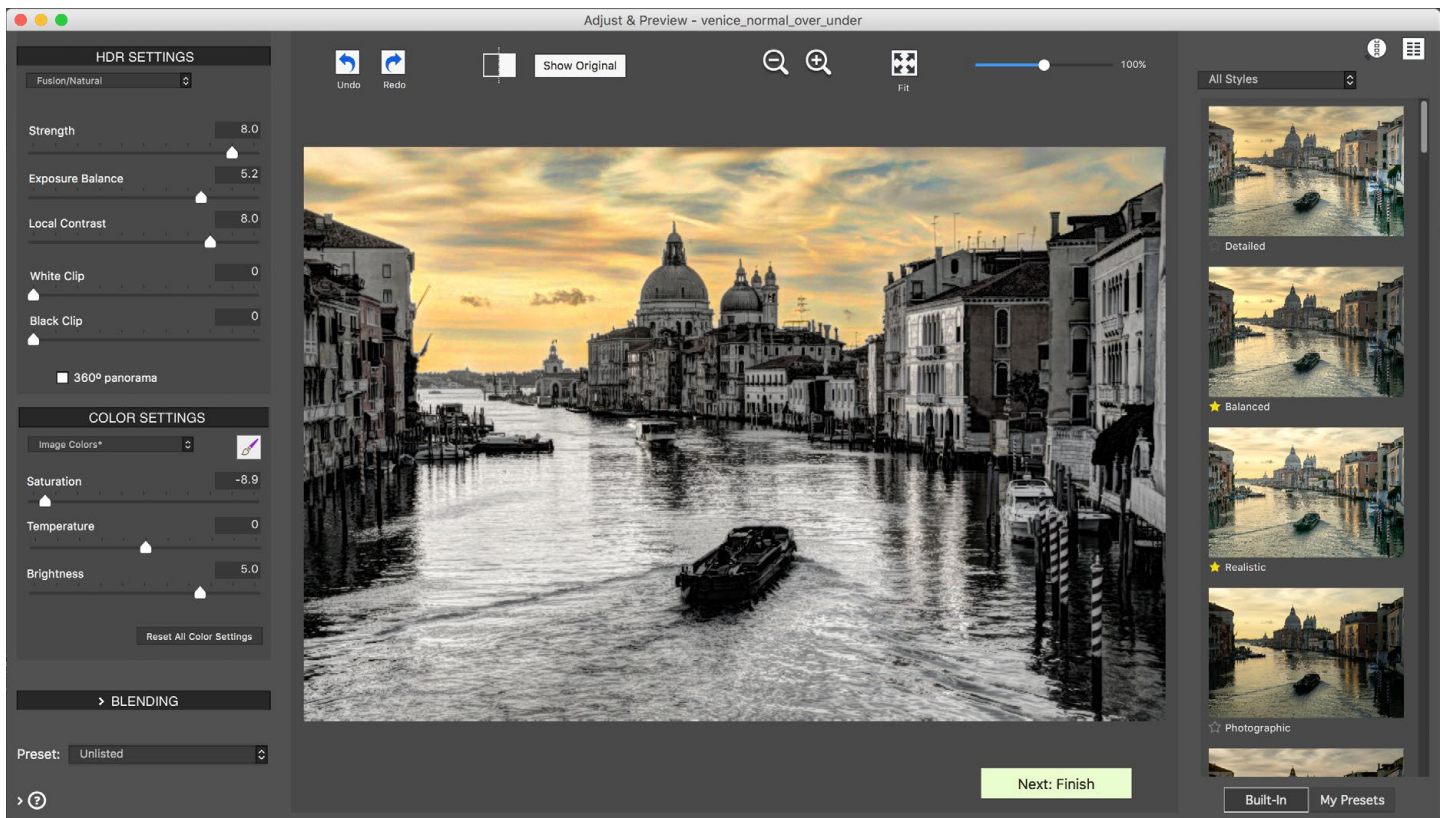 Adjust & Preview - venice_normal_over_under
HDR SETTINGS
Fusion/Natural
Strength 8.0
Exposure Balance 5.2
Local Contrast 8.0
White Clip 0
Black Clip 0
360º panorama
COLOR SETTINGS
Image Colors*
Saturation -8.9
Temperature 0
Brightness 5.0
Reset All Color Settings
> BLENDING
Preset: Unlisted
> ?
Undo
Redo
Show Original
Fit
100%
Next: Finish
All Styles
Detailed
Balanced
Realistic
Photographic
Built-In
My Presets